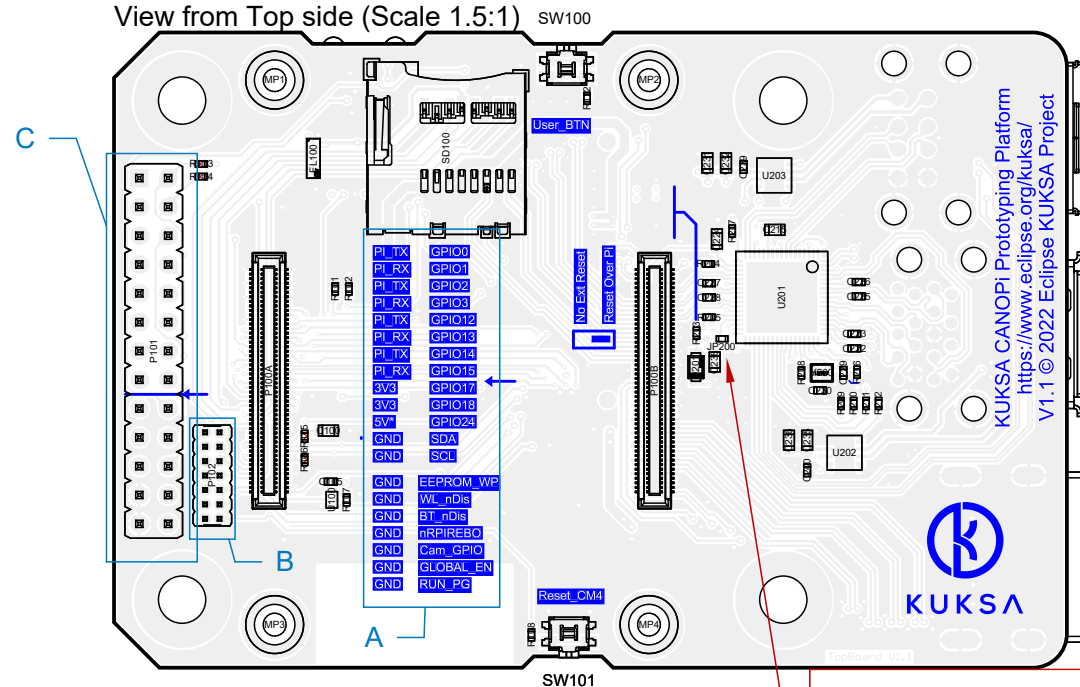 View from Top side (Scale 1.5:1)
SW100
MP1
MP2
User_BTN
C
FL100
SD100
U203
KUKSA CANOPi Prototyping Platform
https://www.eclipse.org/kuksa/
V1.1 © 2022 Eclipse KUKSA Project
PI_TX GPIO0
PI_RX GPIO1
PI_TX GPIO2
PI_RX GPIO3
PI_TX GPIO12
PI_RX GPIO13
PI_TX GPIO14
PI_RX GPIO15
3V3 GPIO17
3V3 GPIO18
5V* GPIO24
GND SDA
GND SCL
GND EEPROM_WP
GND WL_nDis
GND BT_nDis
GND nRPIREBO
GND Cam_GPIO
GND GLOBAL_EN
GND RUN_PG
No Ext Reset
Reset Over Pi
U201
JP200
P101
P100A
P100B
P102
U202
B
A
KUKSA
Reset_CM4
MP3
MP4
TopBoard V1.1
SW101